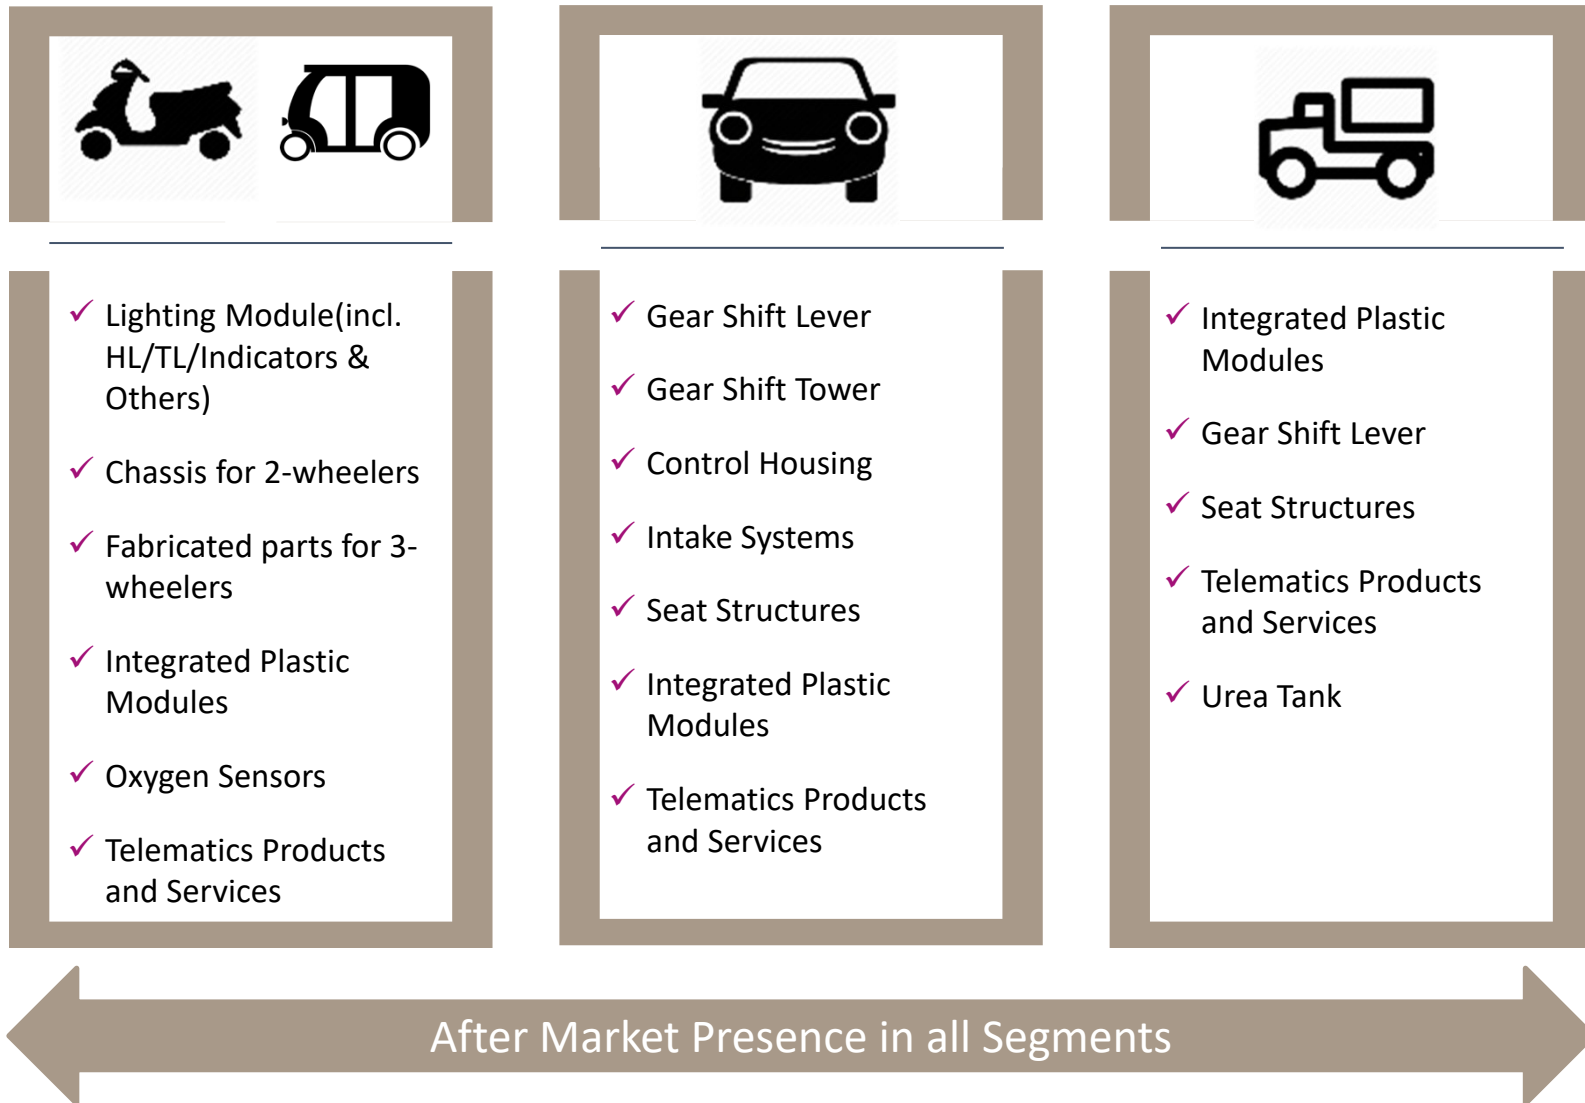 Lighting Module(incl.
HL/TL/Indicators &
Others)
Chassis for 2-wheelers
Fabricated parts for 3-
wheelers
Integrated Plastic
Modules
Oxygen Sensors
Telematics Products
and Services
Gear Shift Lever
Gear Shift Tower
Control Housing
Intake Systems
Seat Structures
Integrated Plastic
Modules
Telematics Products
and Services
Integrated Plastic
Modules
Gear Shift Lever
Seat Structures
Telematics Products
and Services
Urea Tank
After Market Presence in all Segments